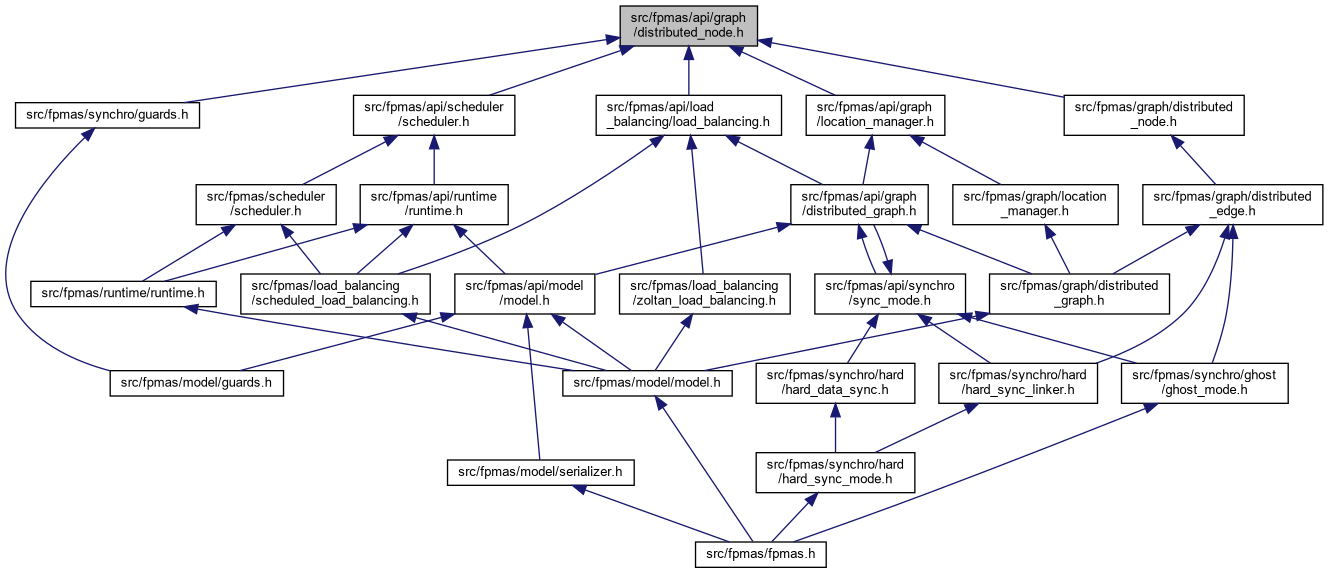 src/fpmas/api/graph
/distributed_node.h
src/fpmas/synchro/guards.h
src/fpmas/api/scheduler
/scheduler.h
src/fpmas/api/load
_balancing/load_balancing.h
src/fpmas/api/graph
/location_manager.h
src/fpmas/graph/distributed
_node.h
src/fpmas/scheduler
/scheduler.h
src/fpmas/api/runtime
/runtime.h
src/fpmas/api/graph
/distributed_graph.h
src/fpmas/graph/location
_manager.h
src/fpmas/graph/distributed
_edge.h
src/fpmas/runtime/runtime.h
src/fpmas/load_balancing
/scheduled_load_balancing.h
src/fpmas/api/model
/model.h
src/fpmas/load_balancing
/zoltan_load_balancing.h
src/fpmas/api/synchro
/sync_mode.h
src/fpmas/graph/distributed
_graph.h
src/fpmas/model/guards.h
src/fpmas/model/model.h
src/fpmas/synchro/hard
/hard_data_sync.h
src/fpmas/synchro/hard
/hard_sync_linker.h
src/fpmas/synchro/ghost
/ghost_mode.h
src/fpmas/model/serializer.h
src/fpmas/synchro/hard
/hard_sync_mode.h
src/fpmas/fpmas.h